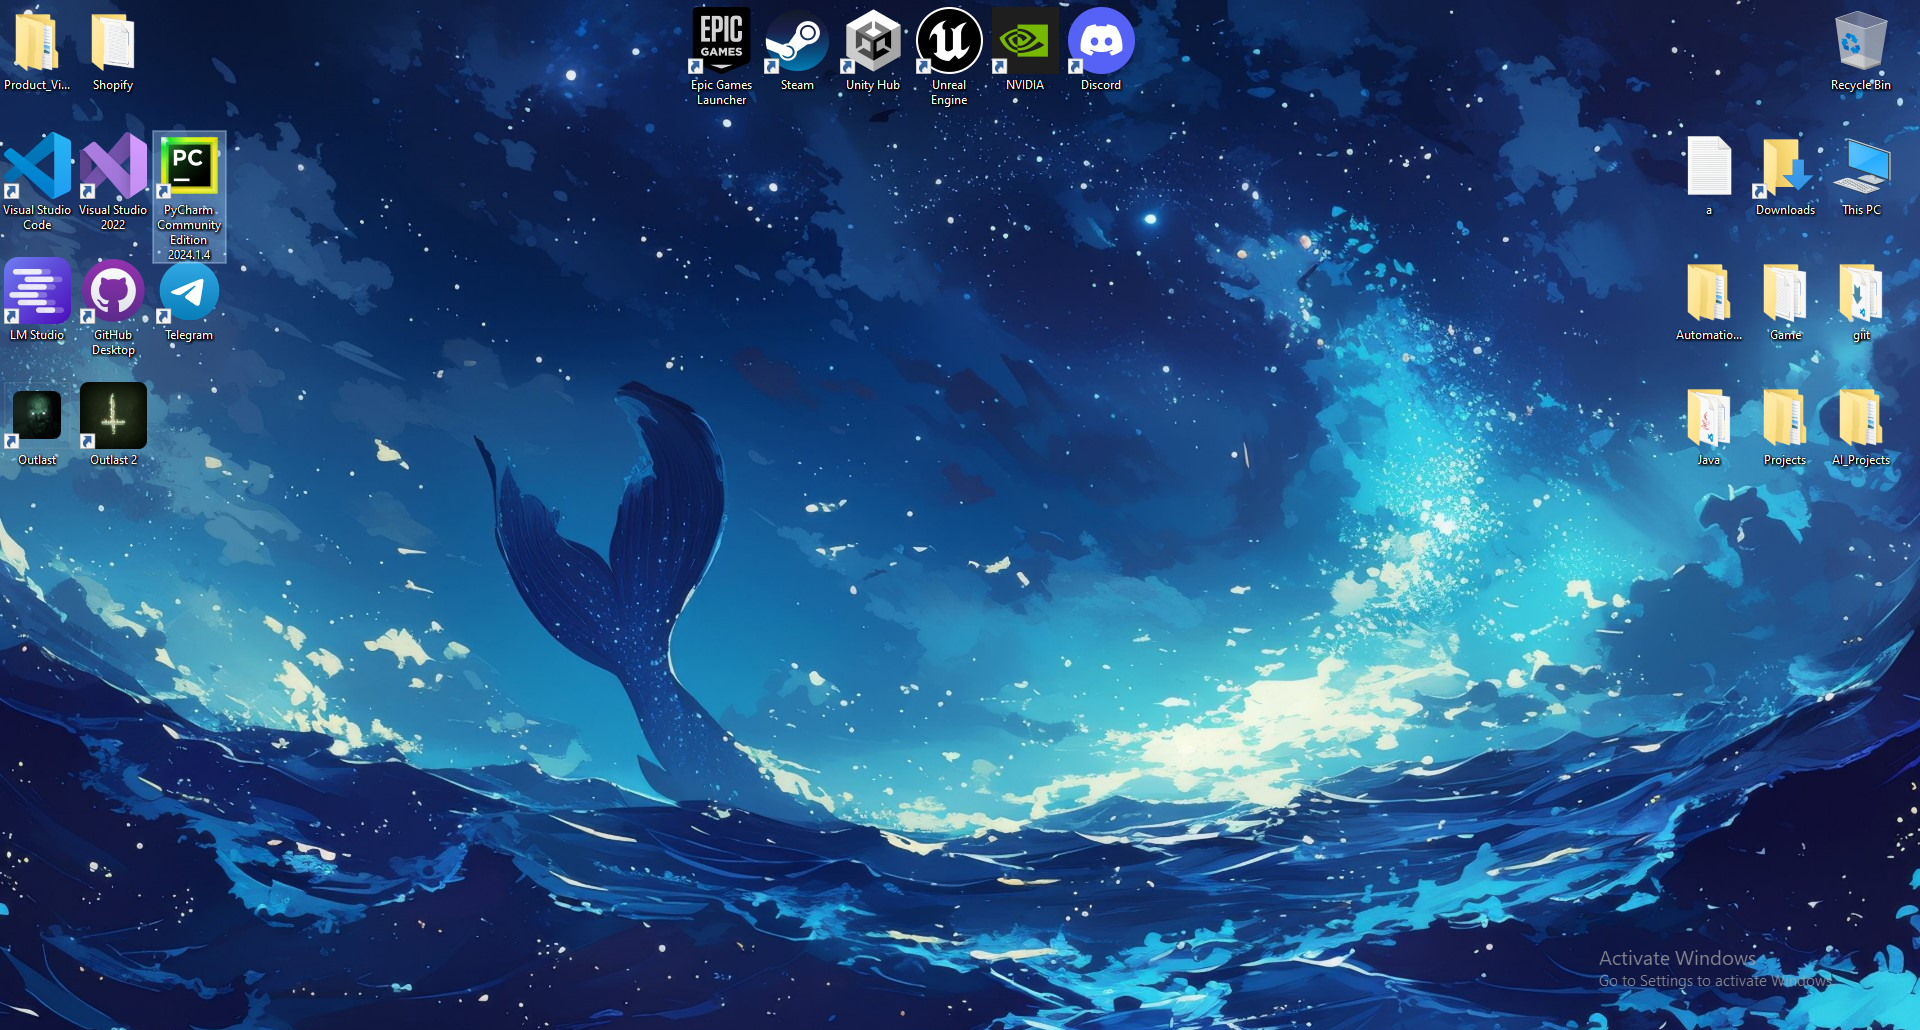 Product_Vi...
Shopify
EPIC
GAMES
Epic Games
Launcher
Steam
Unity Hub
Unreal
Engine
NVIDIA
Discord
Recycle Bin
Visual Studio
Code
Visual Studio
2022
PC
PyCharm
Community
Edition
2024.1.4
a
Downloads
This PC
LM Studio
GitHub
Desktop
Telegram
Automatio...
Game
giit
Outlast
Outlast 2
Java
Projects
AI_Projects
Activate Windows
Go to Settings to activate Windows.